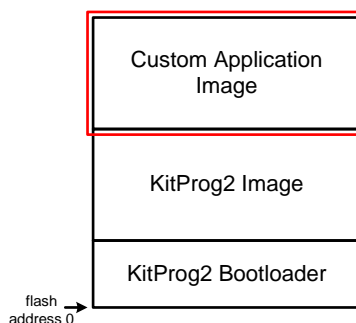 Custom Application
Image
KitProg2 Image
KitProg2 Bootloader
flash
address 0